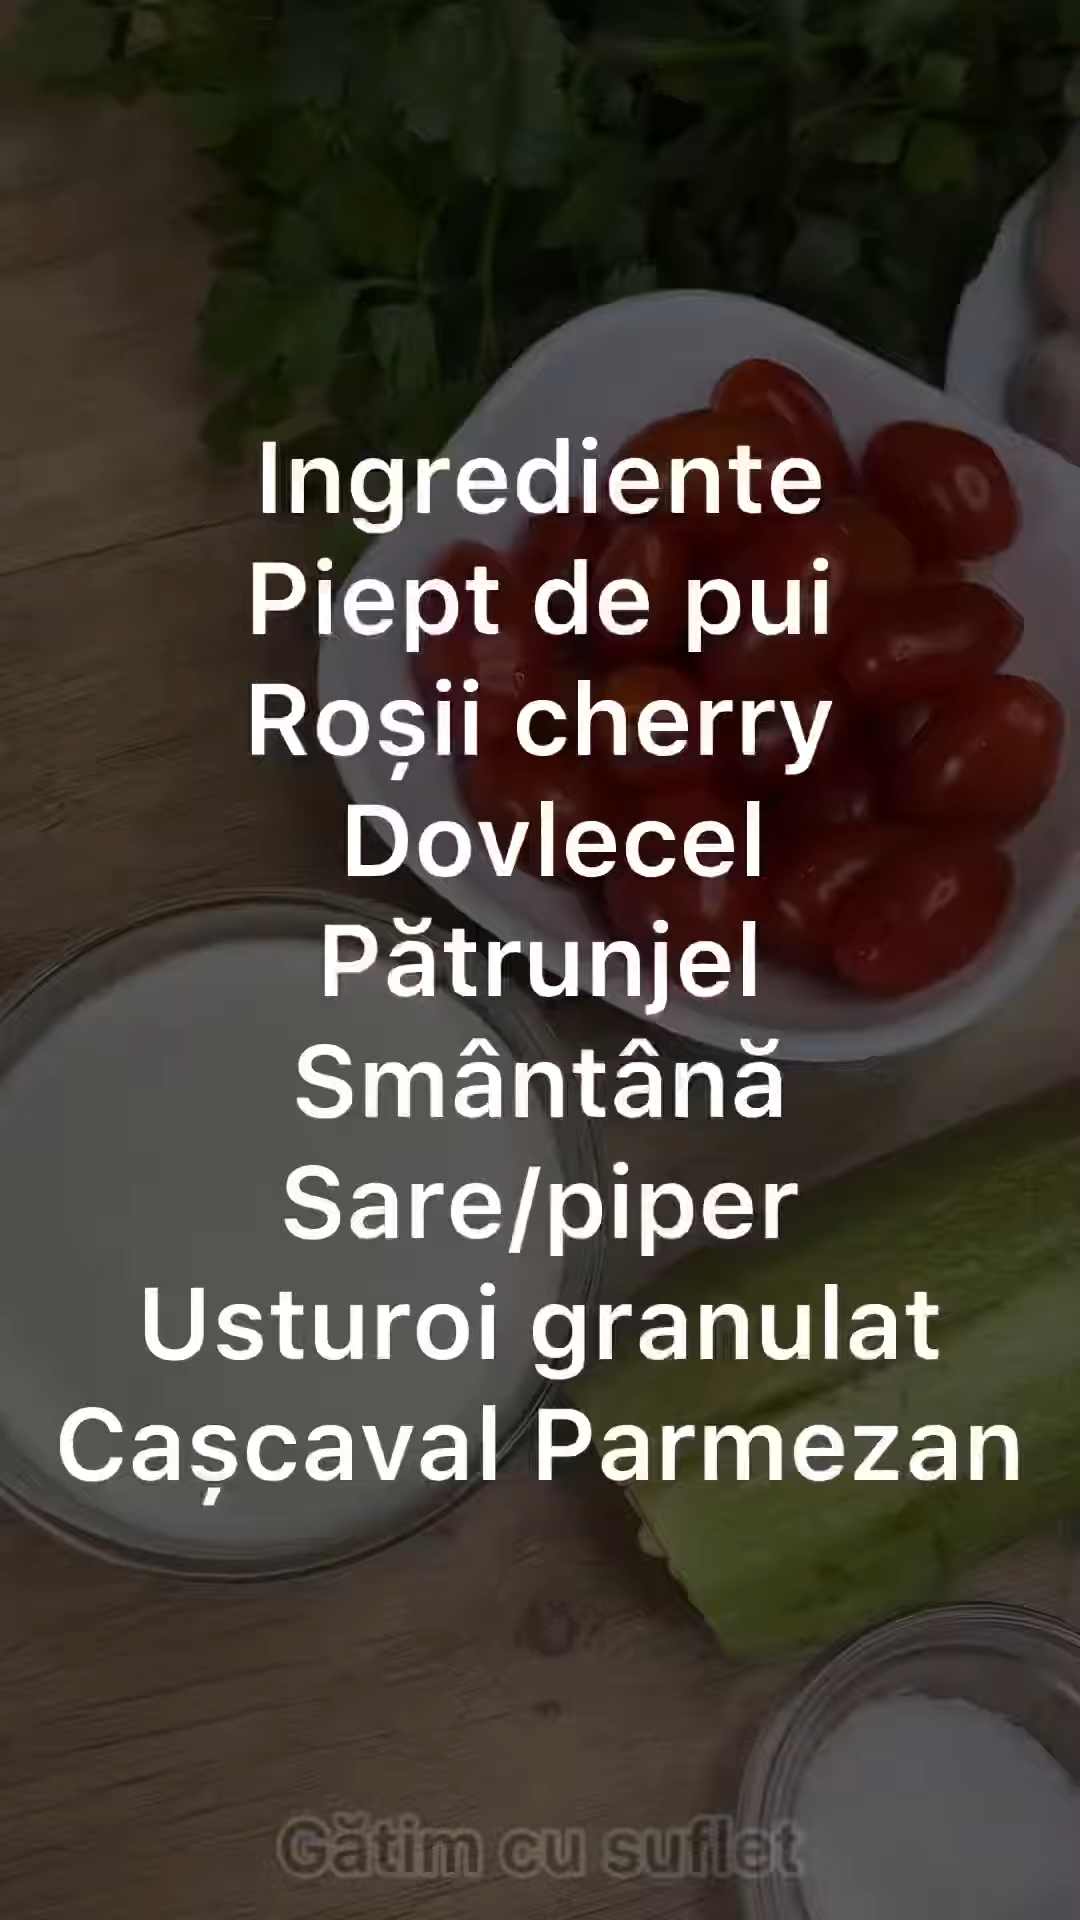 Ingrediente
Piept de pui
Roșii cherry
Dovlecel
Pătrunjel
Smântână
Sare/piper
Usturoi granulat
Cașcaval Parmezan
Gătim cu suflet